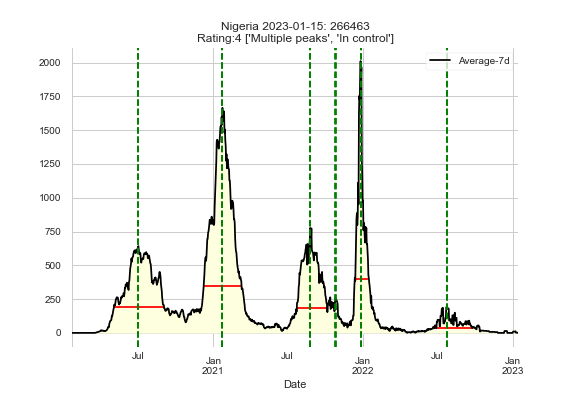 Nigeria 2023-01-15: 266463
Rating:4 ['Multiple peaks', 'In control']
Average-7d
2000
1750
1500
1250
1000
750
500
250
0
Jul Jan Jul Jan Jul Jan
2021 2022 2023
Date